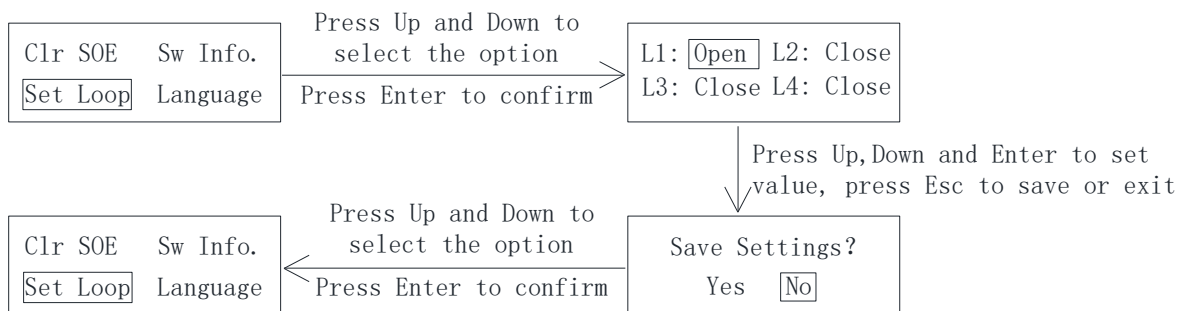 Clr SOE Sw Info.
Set Loop Language
Press Up and Down to
select the option
Press Enter to confirm
L1: Open L2: Close
L3: Close L4: Close
Press Up,Down and Enter to set
value, press Esc to save or exit
Save Settings?
Yes No
Press Up and Down to
select the option
Press Enter to confirm
Clr SOE Sw Info.
Set Loop Language